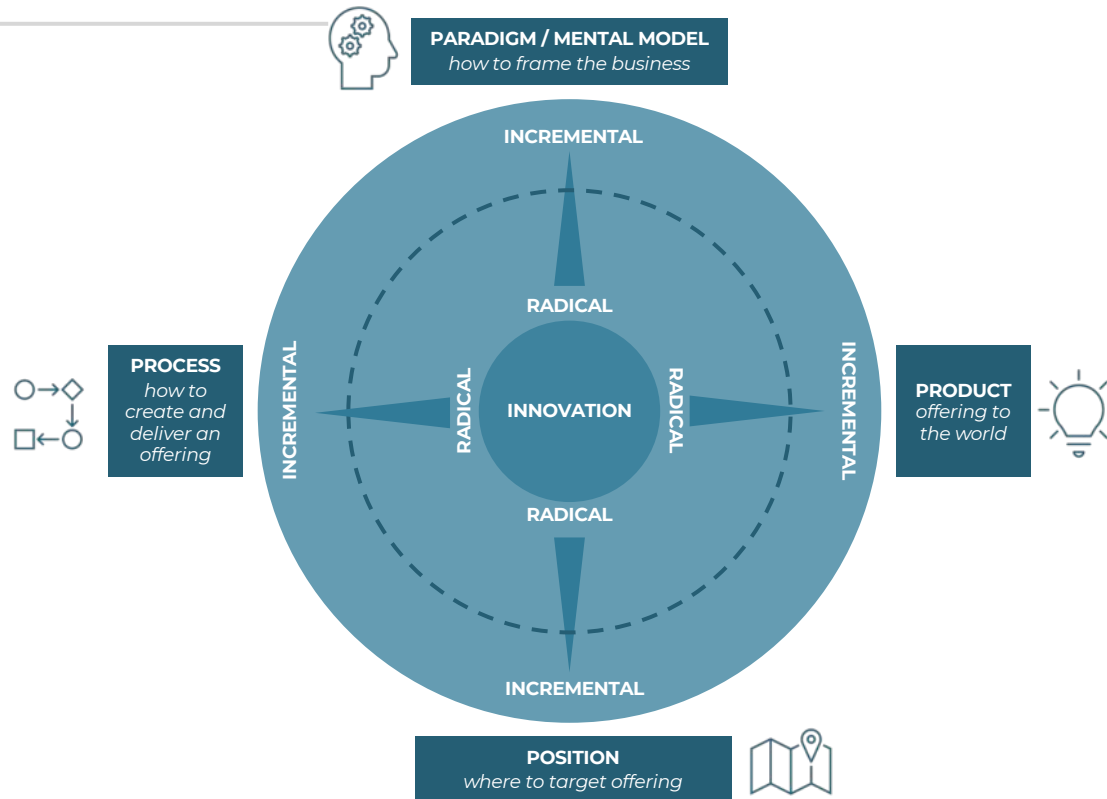 PARADIGM / MENTAL MODEL
how to frame the business
INCREMENTAL
RADICAL
PROCESS
how to
create and
deliver an
offering
INCREMENTAL
RADICAL
INNOVATION
RADICAL
INCREMENTAL
PRODUCT
offering to
the world
RADICAL
INCREMENTAL
POSITION
where to target offering